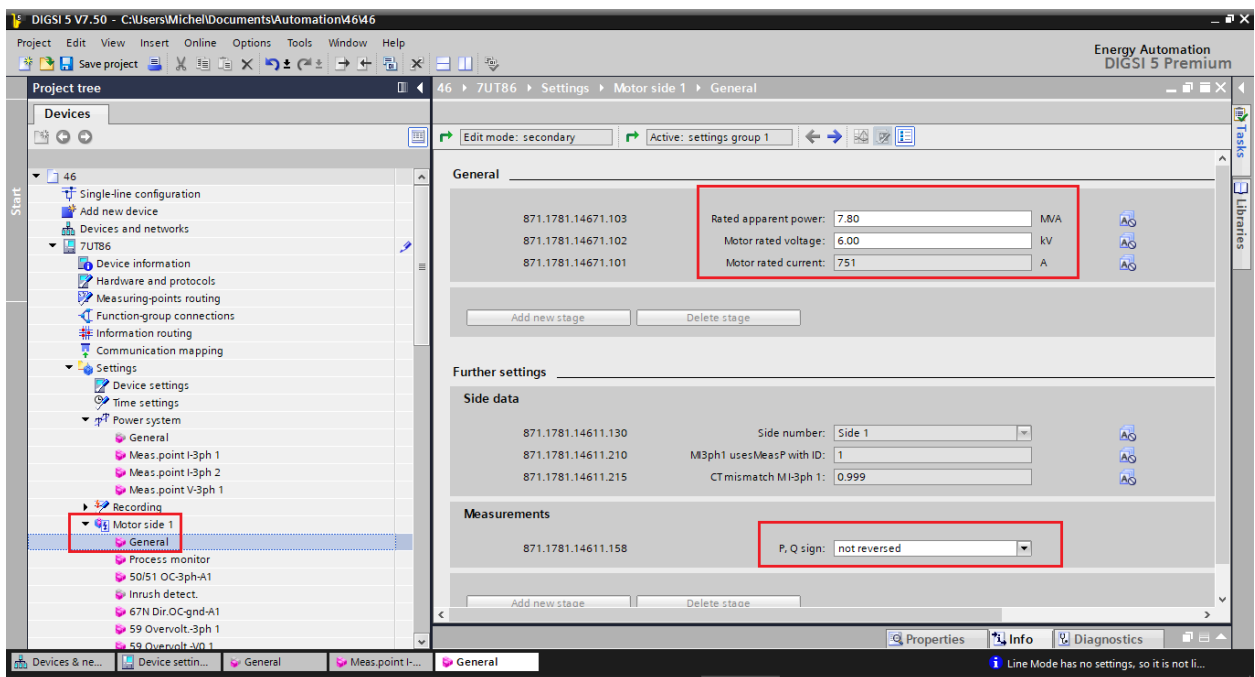 DIGSI 5 V7.50 - C:\Users\Michel\Documents\Automation\46\46
Project Edit View Insert Online Options Tools Window Help
Energy Automation
DIGSI 5 Premium
Save project
Project tree
46 ▸ 7UT86 ▸ Settings ▸ Motor side 1 ▸ General
Devices
Edit mode: secondary
Active: settings group 1
Start
Tasks
Libraries
46
Single-line configuration
Add new device
Devices and networks
7UT86
Device information
Hardware and protocols
Measuring-points routing
Function-group connections
Information routing
Communication mapping
Settings
Device settings
Time settings
Power system
General
Meas.point I-3ph 1
Meas.point I-3ph 2
Meas.point V-3ph 1
Recording
Motor side 1
General
Process monitor
50/51 OC-3ph-A1
Inrush detect.
67N Dir.OC-gnd-A1
59 Overvolt.-3ph 1
59 Overvolt.-V0 1
General
871.1781.14671.103 Rated apparent power: 7.80 MVA
871.1781.14671.102 Motor rated voltage: 6.00 kV
871.1781.14671.101 Motor rated current: 751 A
Add new stage Delete stage
Further settings
Side data
871.1781.14611.130 Side number: Side 1
871.1781.14611.210 MI3ph1 usesMeasP with ID: 1
871.1781.14611.215 CT mismatch M I-3ph 1: 0.999
Measurements
871.1781.14611.158 P, Q sign: not reversed
Add new stage Delete stage
Properties Info Diagnostics
Devices & ne... Device settin... General Meas.point I-... General
Line Mode has no settings, so it is not li...